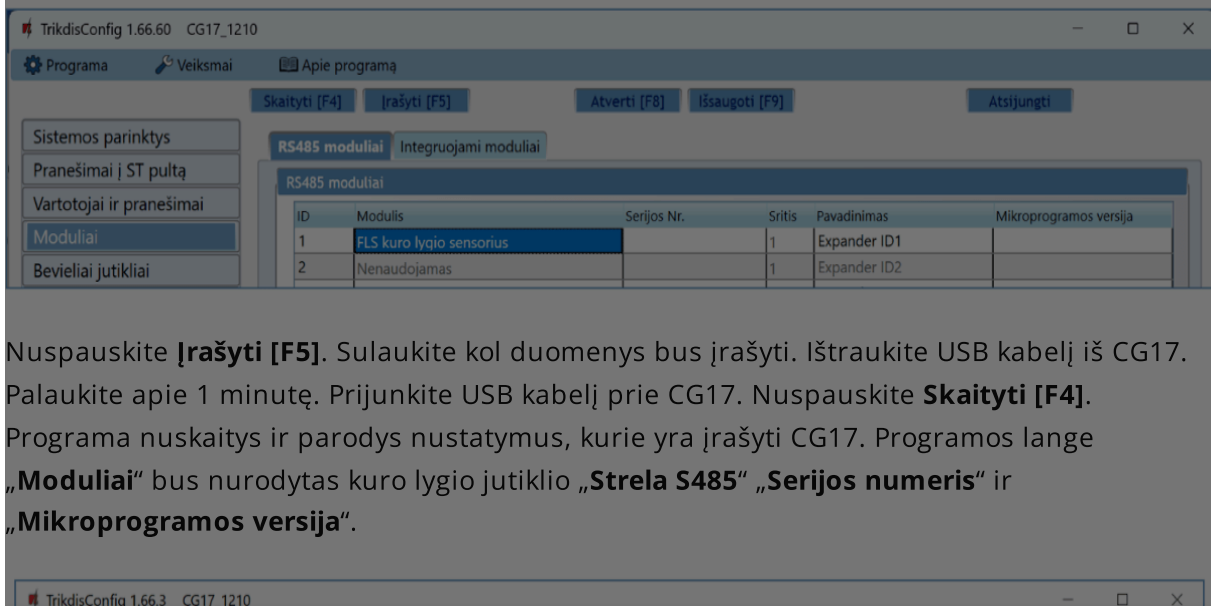 TrikdisConfig 1.66.60 CG17_1210
Programa Veiksmai Apie programą
Skaityti [F4] Įrašyti [F5] Atverti [F8] Išsaugoti [F9] Atsijungti
Sistemos parinktys
Pranešimai į ST pultą
Vartotojai ir pranešimai
Moduliai
Bevieliai jutikliai
RS485 moduliai Integruojami moduliai
RS485 moduliai
ID Modulis Serijos Nr. Sritis Pavadinimas Mikroprogramos versija
1 FLS kuro lygio sensorius 1 Expander ID1
2 Nenaudojamas 1 Expander ID2
Nuspauskite Įrašyti [F5]. Sulaukite kol duomenys bus įrašyti. Ištraukite USB kabelį iš CG17.
Palaukite apie 1 minutę. Prijunkite USB kabelį prie CG17. Nuspauskite Skaityti [F4].
Programa nuskaitys ir parodys nustatymus, kurie yra įrašyti CG17. Programos lange
„Moduliai“ bus nurodytas kuro lygio jutiklio „Strela S485“ „Serijos numeris“ ir
„Mikroprogramos versija“.
TrikdisConfig 1.66.3 CG17_1210